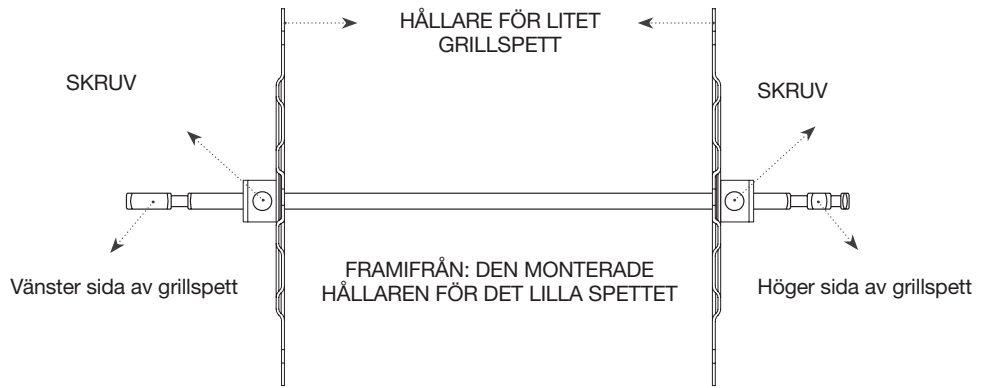 HÅLLARE FÖR LITET
GRILLSPETT
SKRUV
SKRUV
Vänster sida av grillspett
FRAMIFRÅN: DEN MONTERADE
HÅLLAREN FÖR DET LILLA SPETTET
Höger sida av grillspett